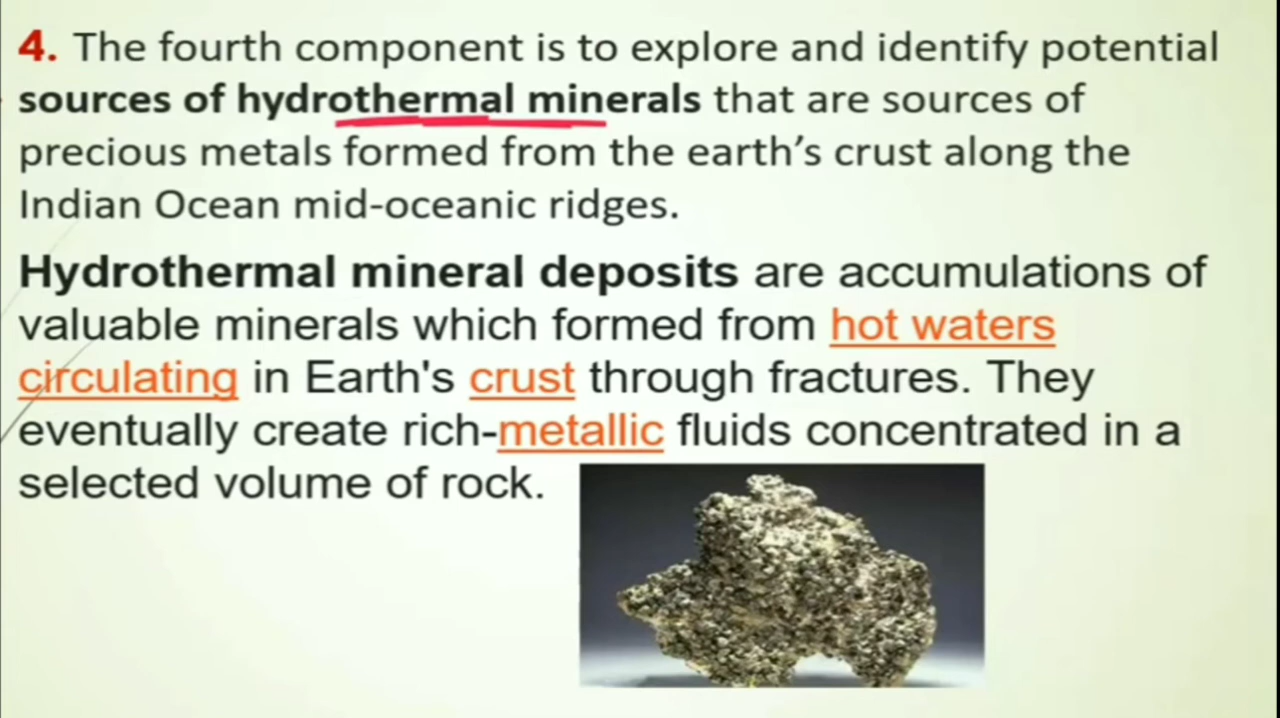 4. The fourth component is to explore and identify potential
sources of hydrothermal minerals that are sources of
precious metals formed from the earth's crust along the
Indian Ocean mid-oceanic ridges.
Hydrothermal mineral deposits are accumulations of
valuable minerals which formed from hot waters
circulating in Earth's crust through fractures. They
eventually create rich-metallic fluids concentrated in a
selected volume of rock.